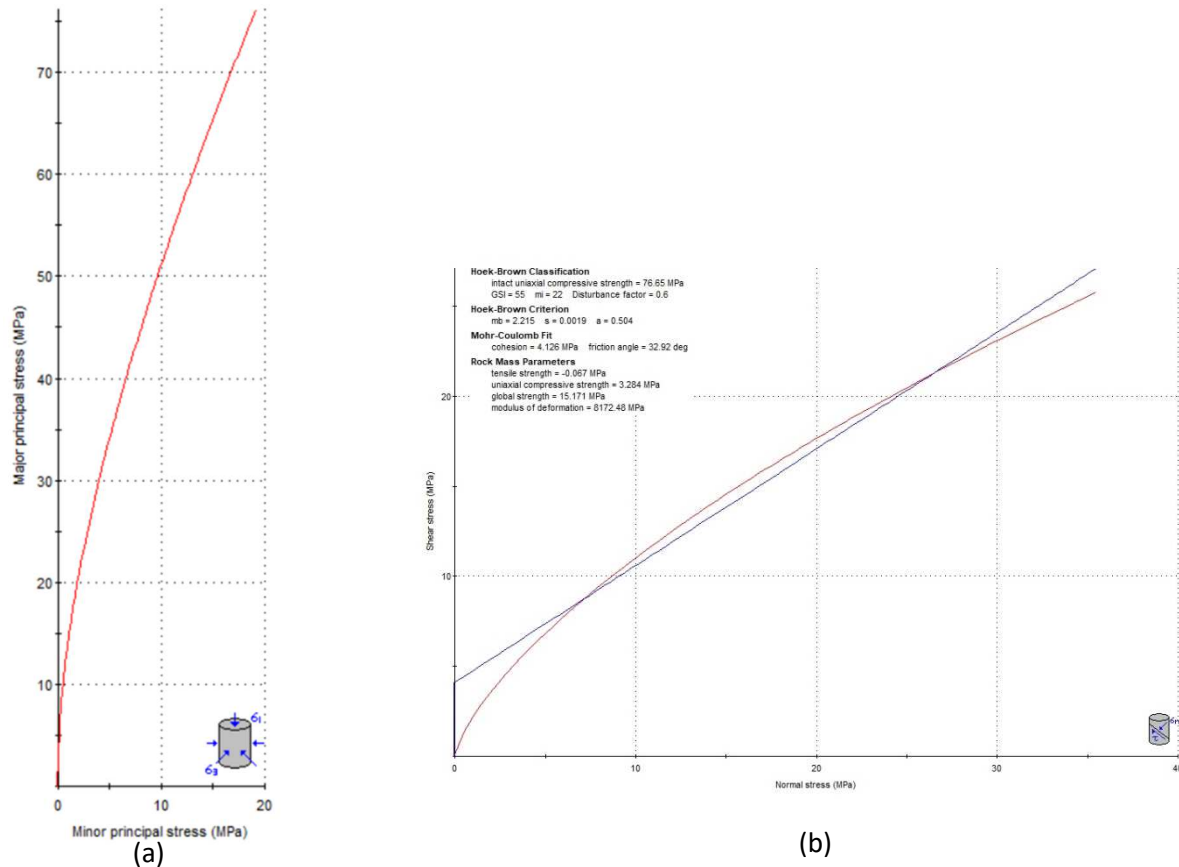 Major principal stress (MPa)
70
60
50
40
30
20
10
0
10
20
σ1
σ3
Minor principal stress (MPa)
(a)
Hoek-Brown Classification
intact uniaxial compressive strength = 76.65 MPa
GSI = 55 mi = 22 Disturbance factor = 0.6
Hoek-Brown Criterion
mb = 2.215 s = 0.0019 a = 0.504
Mohr-Coulomb Fit
cohesion = 4.126 MPa friction angle = 32.92 deg
Rock Mass Parameters
tensile strength = -0.067 MPa
uniaxial compressive strength = 3.284 MPa
global strength = 15.171 MPa
modulus of deformation = 8172.48 MPa
Shear stress (MPa)
20
10
0
10
20
30
40
Normal stress (MPa)
(b)